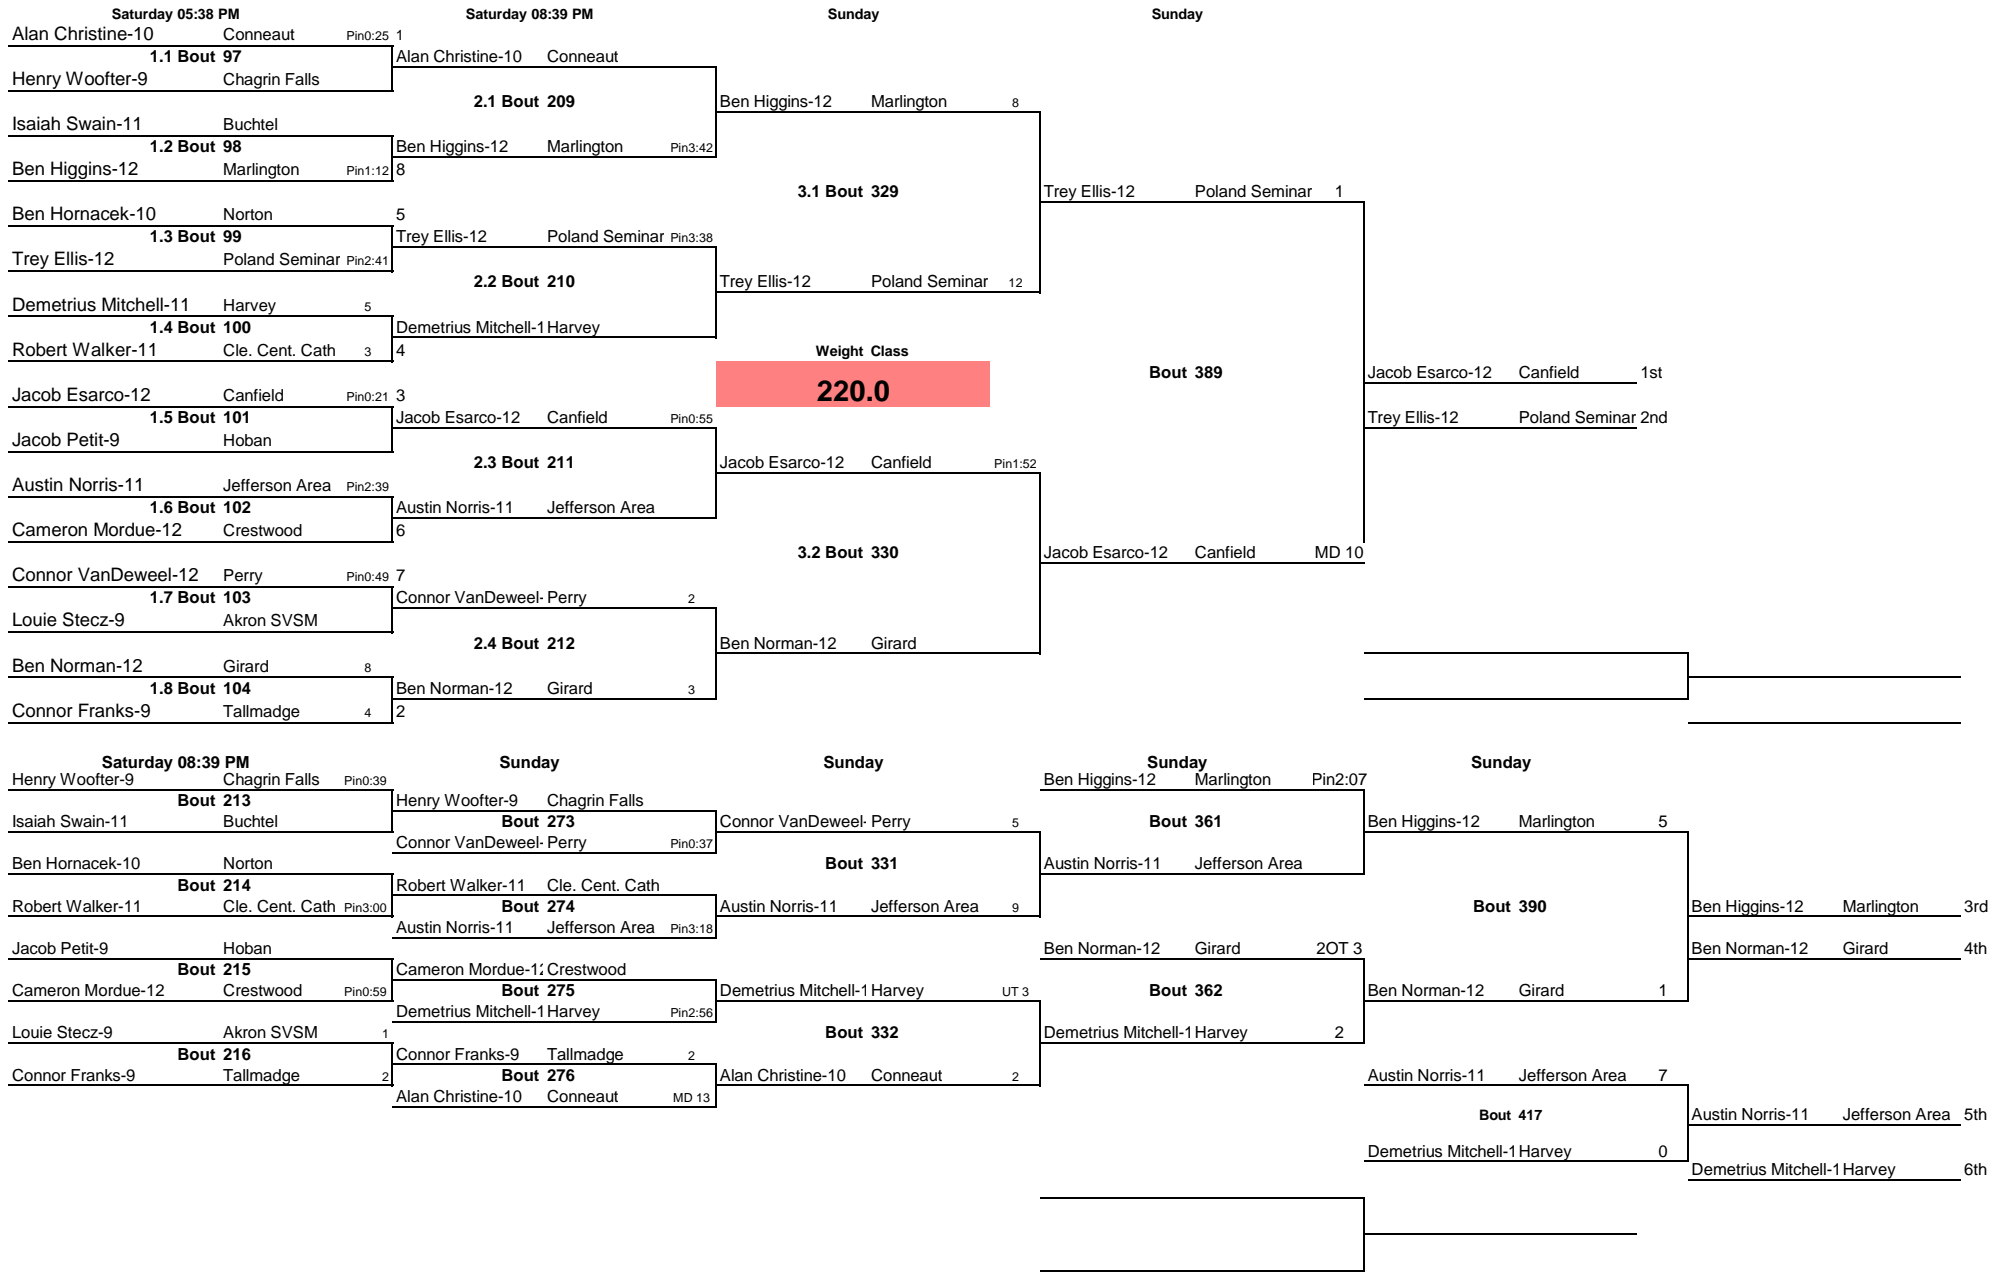 Saturday 05:38 PM Saturday 08:39 PM Sunday Sunday
Alan Christine-10 Conneaut Pin0:25 1
1.1 Bout 97 Alan Christine-10 Conneaut
Henry Woofter-9 Chagrin Falls
2.1 Bout 209 Ben Higgins-12 Marlington 8
Isaiah Swain-11 Buchtel
1.2 Bout 98 Ben Higgins-12 Marlington Pin3:42
Ben Higgins-12 Marlington Pin1:12 8
3.1 Bout 329 Trey Ellis-12 Poland Seminar 1
Ben Hornacek-10 Norton 5
1.3 Bout 99 Trey Ellis-12 Poland Seminar Pin3:38
Trey Ellis-12 Poland Seminar Pin2:41
2.2 Bout 210 Trey Ellis-12 Poland Seminar 12
Demetrius Mitchell-11 Harvey 5
1.4 Bout 100 Demetrius Mitchell-1 Harvey
Robert Walker-11 Cle. Cent. Cath 3 4 Weight Class
Bout 389 Jacob Esarco-12 Canfield 1st
Jacob Esarco-12 Canfield Pin0:21 3 220.0
1.5 Bout 101 Jacob Esarco-12 Canfield Pin0:55 Trey Ellis-12 Poland Seminar 2nd
Jacob Petit-9 Hoban
2.3 Bout 211 Jacob Esarco-12 Canfield Pin1:52
Austin Norris-11 Jefferson Area Pin2:39
1.6 Bout 102 Austin Norris-11 Jefferson Area
Cameron Mordue-12 Crestwood 6
3.2 Bout 330 Jacob Esarco-12 Canfield MD 10
Connor VanDeweel-12 Perry Pin0:49 7
1.7 Bout 103 Connor VanDeweel- Perry 2
Louie Stecz-9 Akron SVSM
2.4 Bout 212 Ben Norman-12 Girard
Ben Norman-12 Girard 8
1.8 Bout 104 Ben Norman-12 Girard 3
Connor Franks-9 Tallmadge 4 2
Saturday 08:39 PM Sunday Sunday Sunday Sunday
Henry Woofter-9 Chagrin Falls Pin0:39 Ben Higgins-12 Marlington Pin2:07
Bout 213 Henry Woofter-9 Chagrin Falls
Isaiah Swain-11 Buchtel Bout 273 Connor VanDeweel- Perry 5 Bout 361 Ben Higgins-12 Marlington 5
Connor VanDeweel- Perry Pin0:37
Ben Hornacek-10 Norton Bout 331 Austin Norris-11 Jefferson Area
Bout 214 Robert Walker-11 Cle. Cent. Cath
Robert Walker-11 Cle. Cent. Cath Pin3:00 Bout 274 Austin Norris-11 Jefferson Area 9 Bout 390 Ben Higgins-12 Marlington 3rd
Austin Norris-11 Jefferson Area Pin3:18
Jacob Petit-9 Hoban Ben Norman-12 Girard 2OT 3 Ben Norman-12 Girard 4th
Bout 215 Cameron Mordue-12 Crestwood
Cameron Mordue-12 Crestwood Pin0:59 Bout 275 Demetrius Mitchell-1 Harvey UT 3 Bout 362 Ben Norman-12 Girard 1
Demetrius Mitchell-1 Harvey Pin2:56
Louie Stecz-9 Akron SVSM 1 Bout 332 Demetrius Mitchell-1 Harvey 2
Bout 216 Connor Franks-9 Tallmadge 2
Connor Franks-9 Tallmadge 2 Bout 276 Alan Christine-10 Conneaut 2 Austin Norris-11 Jefferson Area 7
Alan Christine-10 Conneaut MD 13
Bout 417 Austin Norris-11 Jefferson Area 5th
Demetrius Mitchell-1 Harvey 0
Demetrius Mitchell-1 Harvey 6th